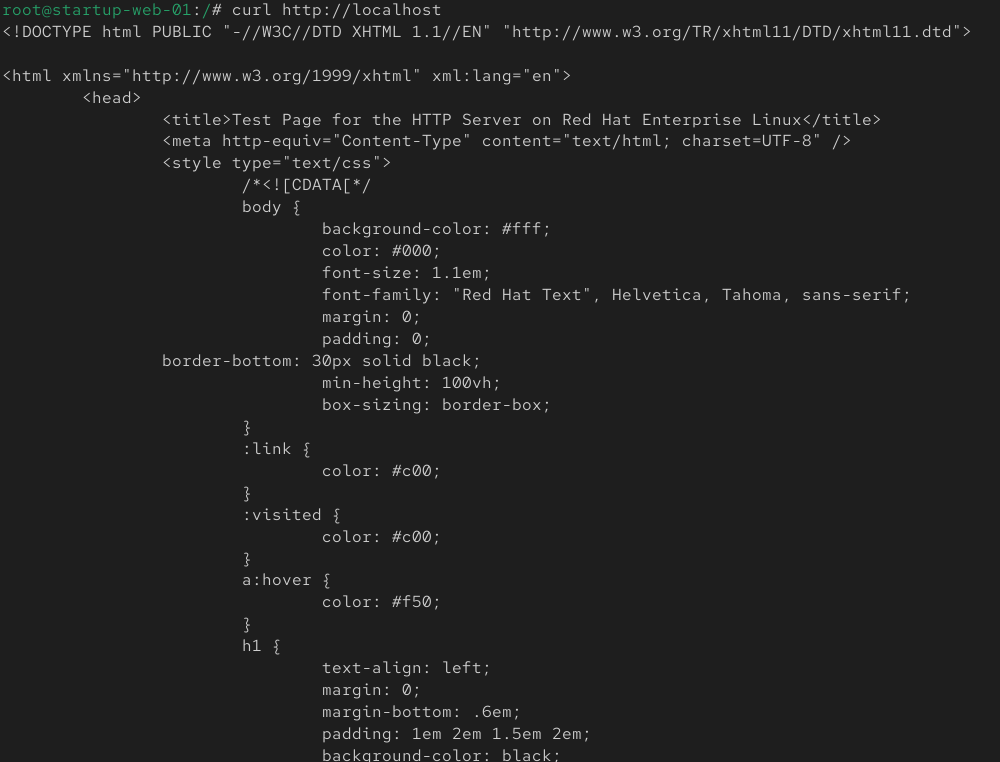 root@startup-web-01:/# curl http://localhost
<!DOCTYPE html PUBLIC "-//W3C//DTD XHTML 1.1//EN" "http://www.w3.org/TR/xhtml11/DTD/xhtml11.dtd">
<html xmlns="http://www.w3.org/1999/xhtml" xml:lang="en">
<head>
<title>Test Page for the HTTP Server on Red Hat Enterprise Linux</title>
<meta http-equiv="Content-Type" content="text/html; charset=UTF-8" />
<style type="text/css">
/*<![CDATA[*/
body {
background-color: #fff;
color: #000;
font-size: 1.1em;
font-family: "Red Hat Text", Helvetica, Tahoma, sans-serif;
margin: 0;
padding: 0;
border-bottom: 30px solid black;
min-height: 100vh;
box-sizing: border-box;
}
:link {
color: #c00;
}
:visited {
color: #c00;
}
a:hover {
color: #f50;
}
h1 {
text-align: left;
margin: 0;
margin-bottom: .6em;
padding: 1em 2em 1.5em 2em;
background-color: black;